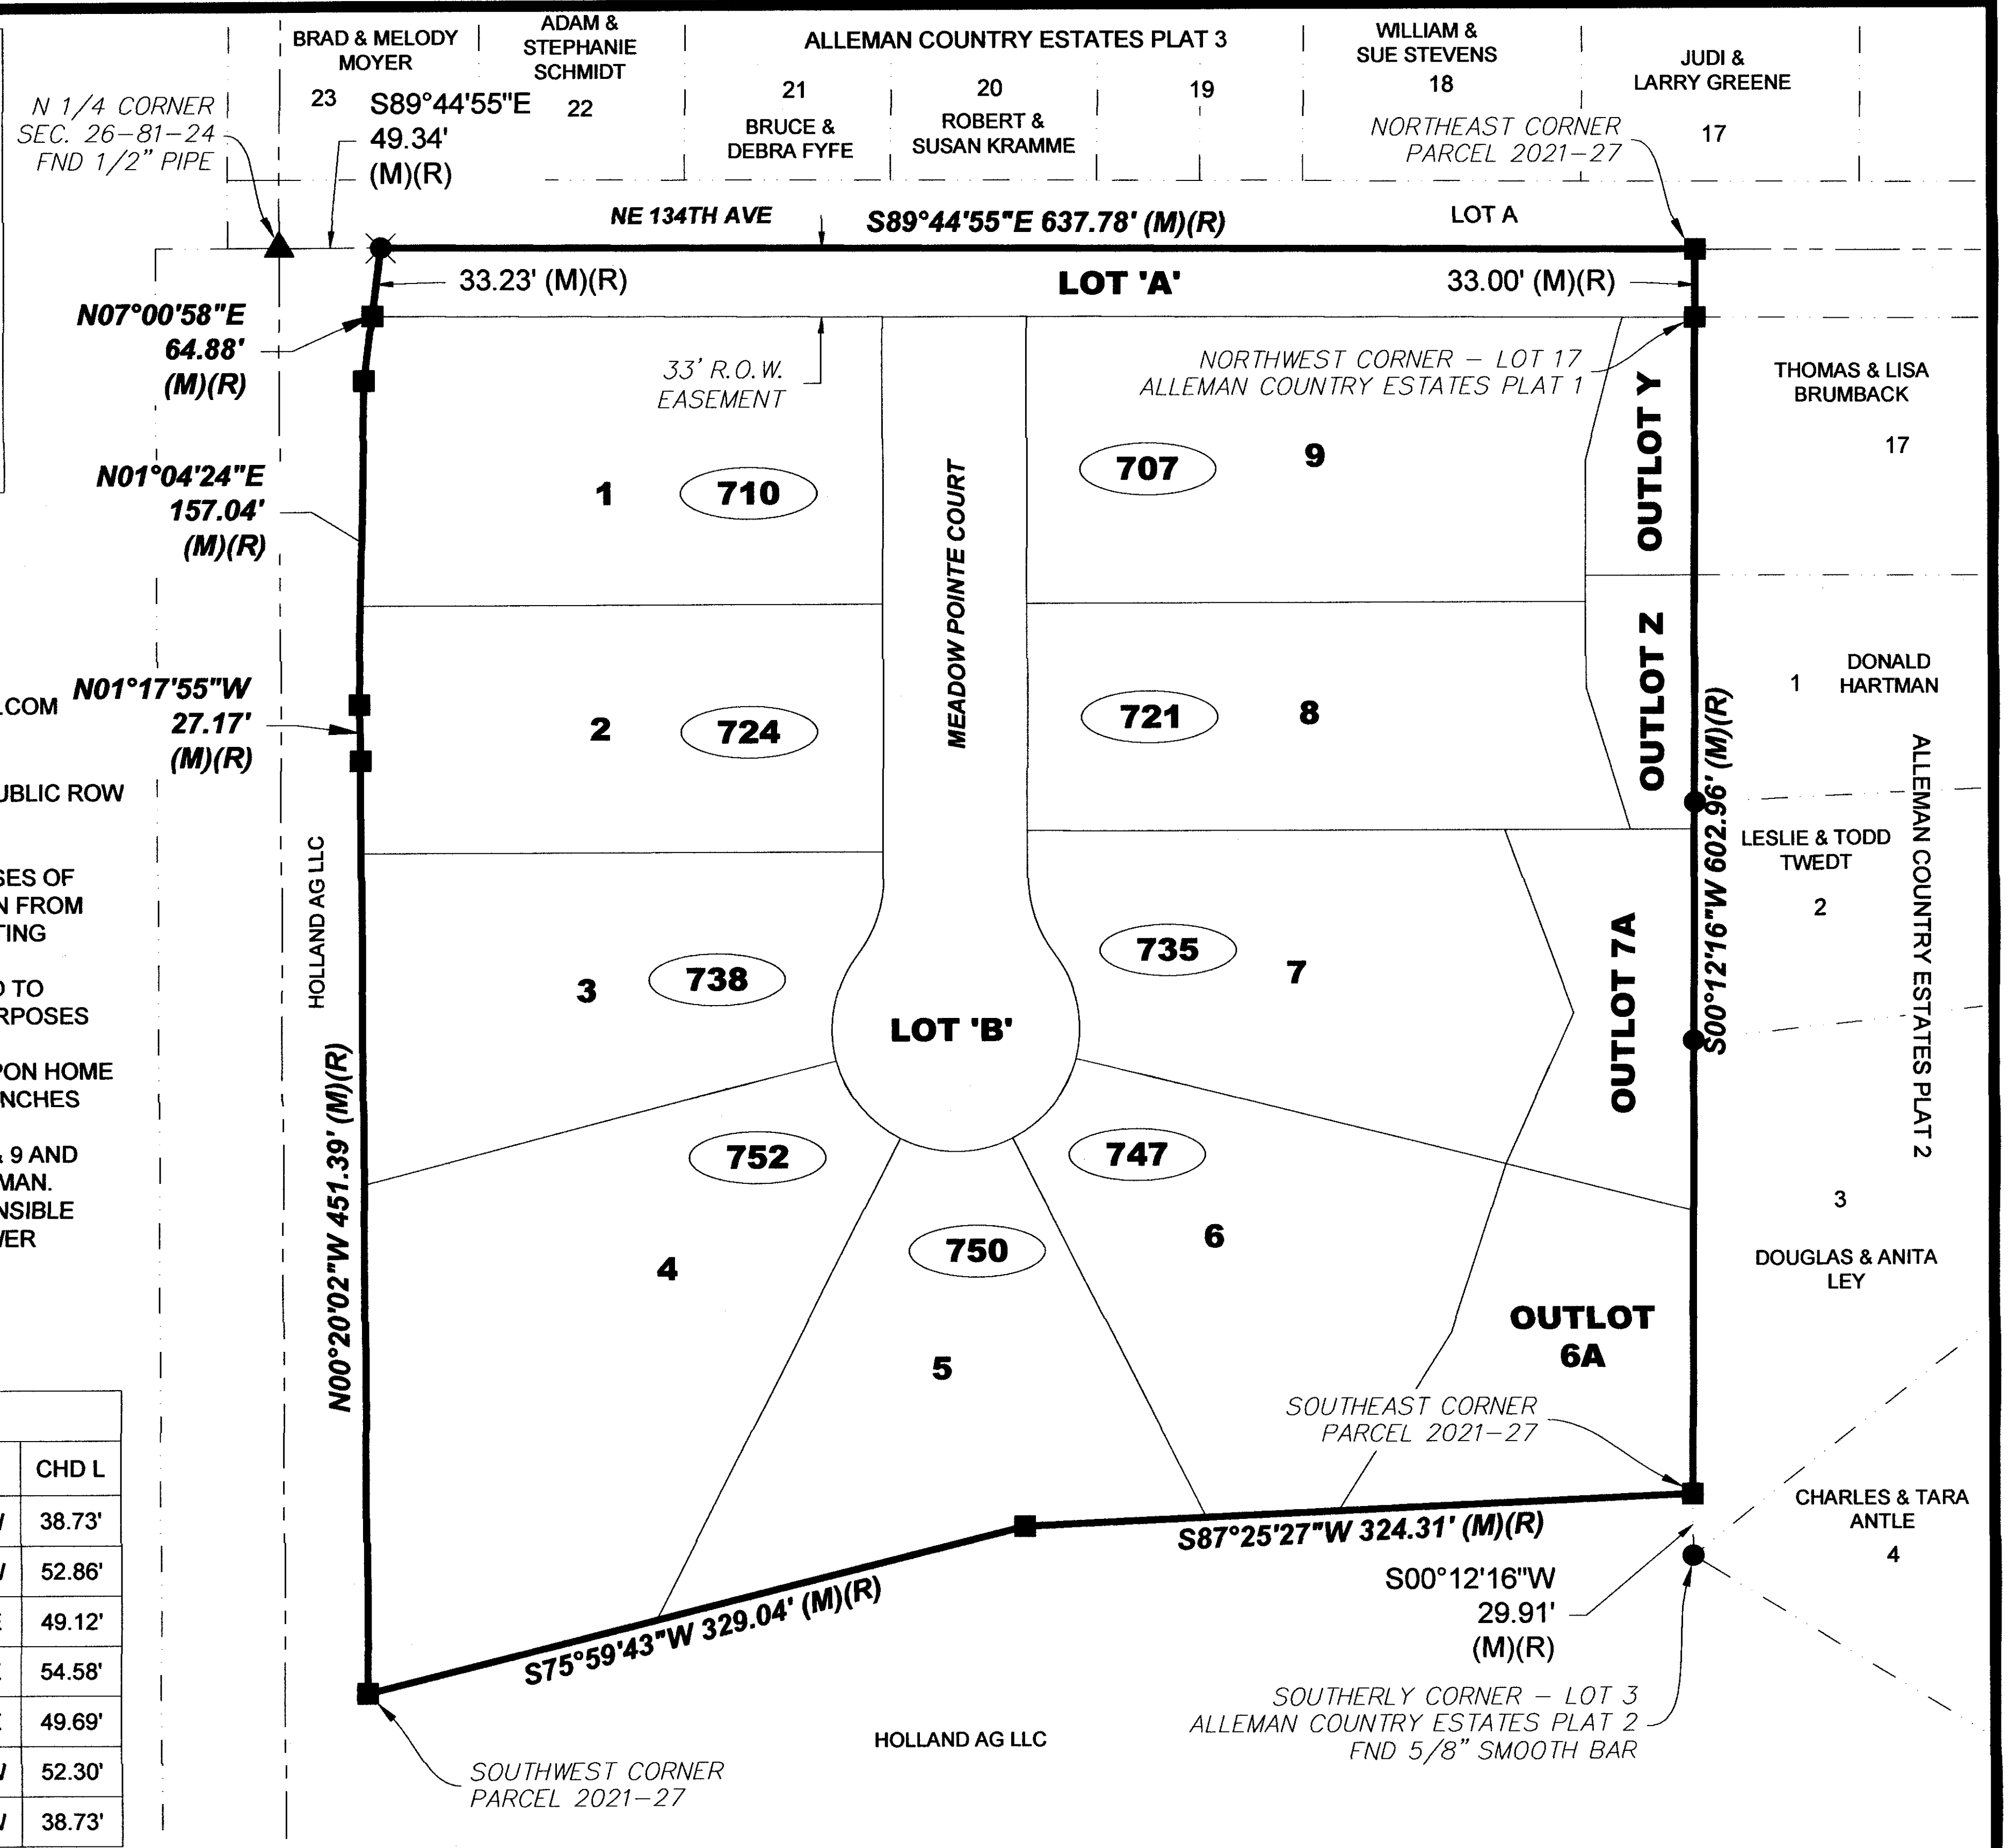 BRAD & MELODY
MOYER
23
ADAM &
STEPHANIE
SCHMIDT
22
ALLEMAN COUNTRY ESTATES PLAT 3
21
BRUCE &
DEBRA FYFE
20
ROBERT &
SUSAN KRAMME
19
WILLIAM &
SUE STEVENS
18
JUDI &
LARRY GREENE
17
N 1/4 CORNER
SEC. 26-81-24
FND 1/2" PIPE
S89°44'55"E
49.34'
(M)(R)
NORTHEAST CORNER
PARCEL 2021-27
NE 134TH AVE
S89°44'55"E 637.78' (M)(R)
LOT A
33.23' (M)(R)
LOT 'A'
33.00' (M)(R)
N07°00'58"E
64.88'
(M)(R)
33' R.O.W.
EASEMENT
NORTHWEST CORNER - LOT 17
ALLEMAN COUNTRY ESTATES PLAT 1
THOMAS & LISA
BRUMBACK
17
N01°04'24"E
157.04'
(M)(R)
1
710
MEADOW POINTE COURT
707
9
OUTLOT Y
N01°17'55"W
27.17'
(M)(R)
2
724
721
8
OUTLOT Z
1
DONALD
HARTMAN
S00°12'16"W 602.96' (M)(R)
ALLEMAN COUNTRY ESTATES PLAT 2
LESLIE & TODD
TWEDT
2
HOLLAND AG LLC
3
738
LOT 'B'
735
7
OUTLOT 7A
N00°20'02"W 451.39' (M)(R)
752
4
750
5
747
6
OUTLOT
6A
3
DOUGLAS & ANITA
LEY
SOUTHEAST CORNER
PARCEL 2021-27
CHARLES & TARA
ANTLE
4
S87°25'27"W 324.31' (M)(R)
S75°59'43"W 329.04' (M)(R)
S00°12'16"W
29.91'
(M)(R)
SOUTHERLY CORNER - LOT 3
ALLEMAN COUNTRY ESTATES PLAT 2
FND 5/8" SMOOTH BAR
HOLLAND AG LLC
SOUTHWEST CORNER
PARCEL 2021-27
.COM
UBLIC ROW
SES OF
N FROM
TING
D TO
RPOSES
PON HOME
NCHES
& 9 AND
MAN.
NSIBLE
WER
CHD L
38.73'
52.86'
49.12'
54.58'
49.69'
52.30'
38.73'